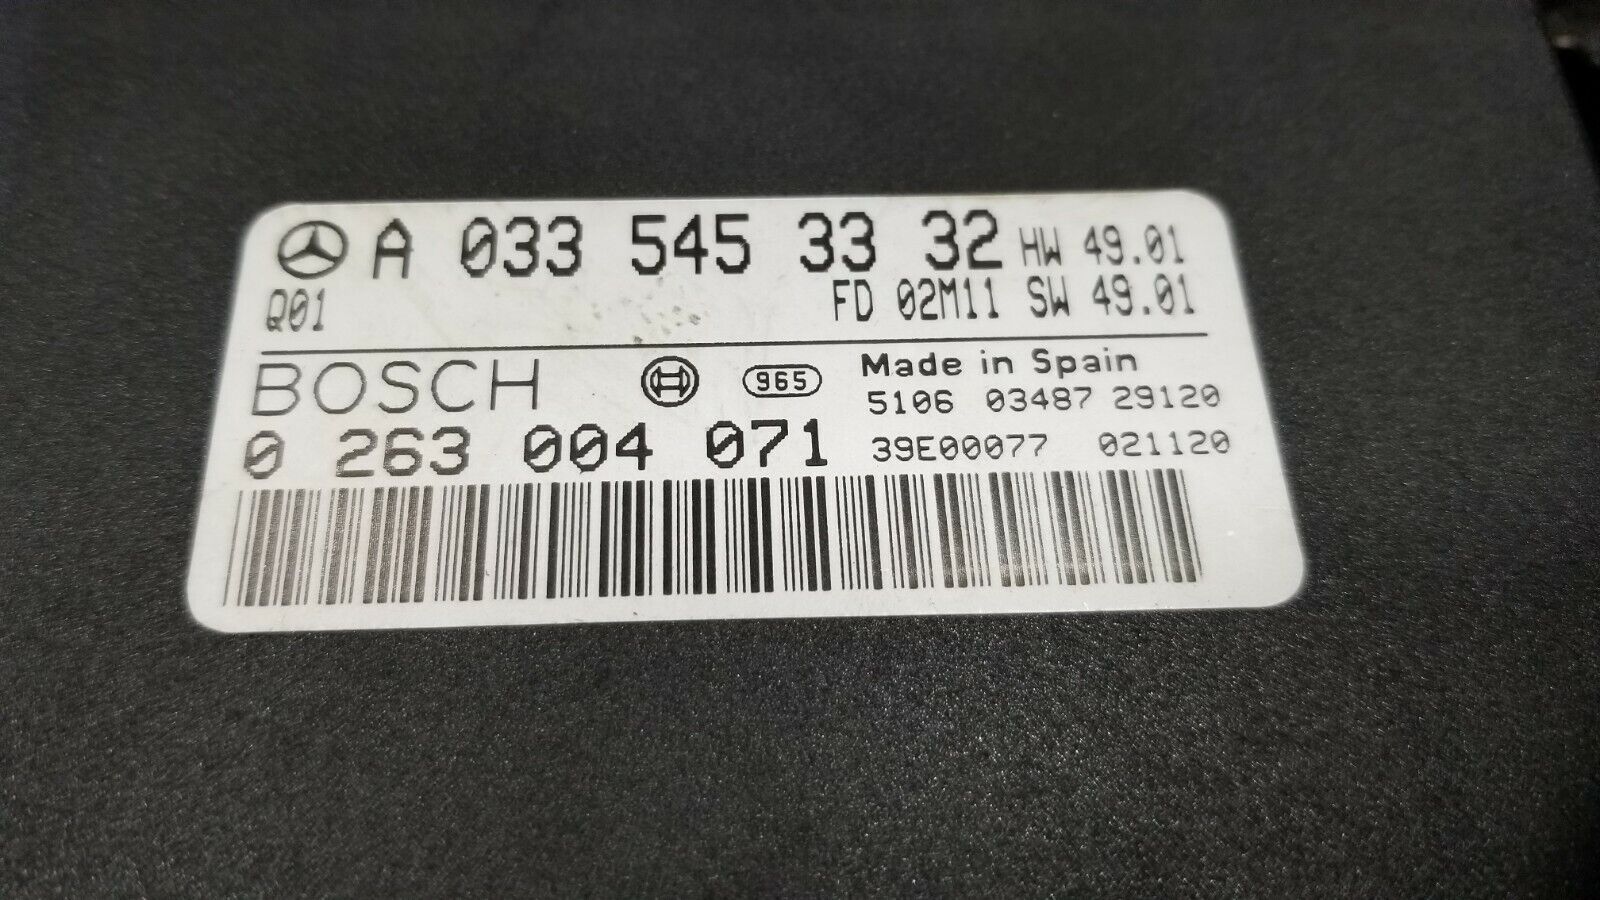 A 033 545 33 32 HW 49.01
Q01 FD 02M11 SW 49.01
BOSCH 965 Made in Spain
5106 03487 29120
0 263 004 071 39E00077 021120